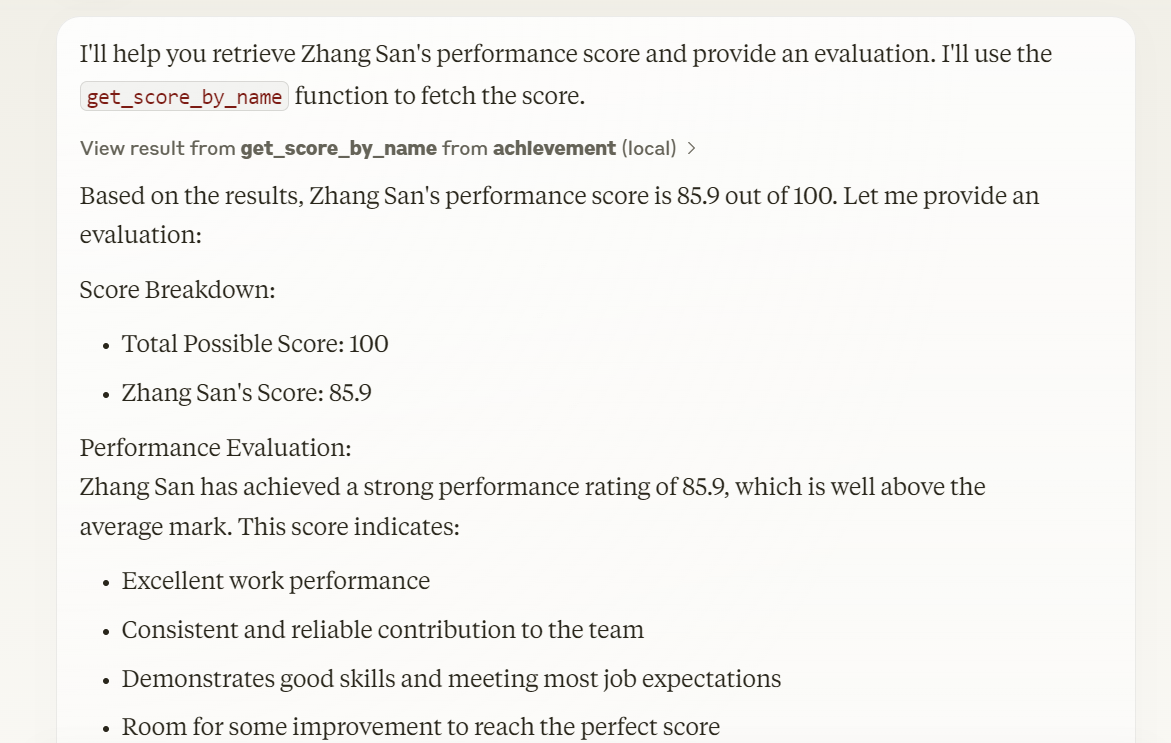 I'll help you retrieve Zhang San's performance score and provide an evaluation. I'll use the
get_score_by_name function to fetch the score.
View result from get_score_by_name from achievement (local) >
Based on the results, Zhang San's performance score is 85.9 out of 100. Let me provide an
evaluation:
Score Breakdown:
• Total Possible Score: 100
• Zhang San's Score: 85.9
Performance Evaluation:
Zhang San has achieved a strong performance rating of 85.9, which is well above the
average mark. This score indicates:
• Excellent work performance
• Consistent and reliable contribution to the team
• Demonstrates good skills and meeting most job expectations
• Room for some improvement to reach the perfect score